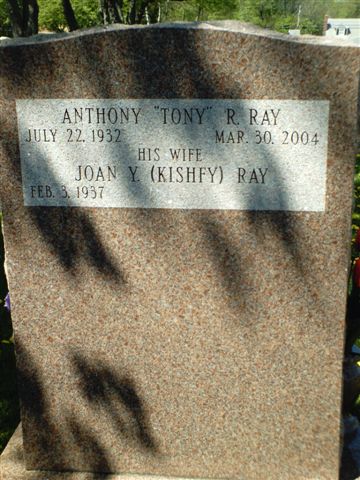 ANTHONY "TONY" R. RAY
JULY 22, 1932 MAR. 30, 2004
HIS WIFE
JOAN Y. (KISHFY) RAY
FEB. 3, 1937